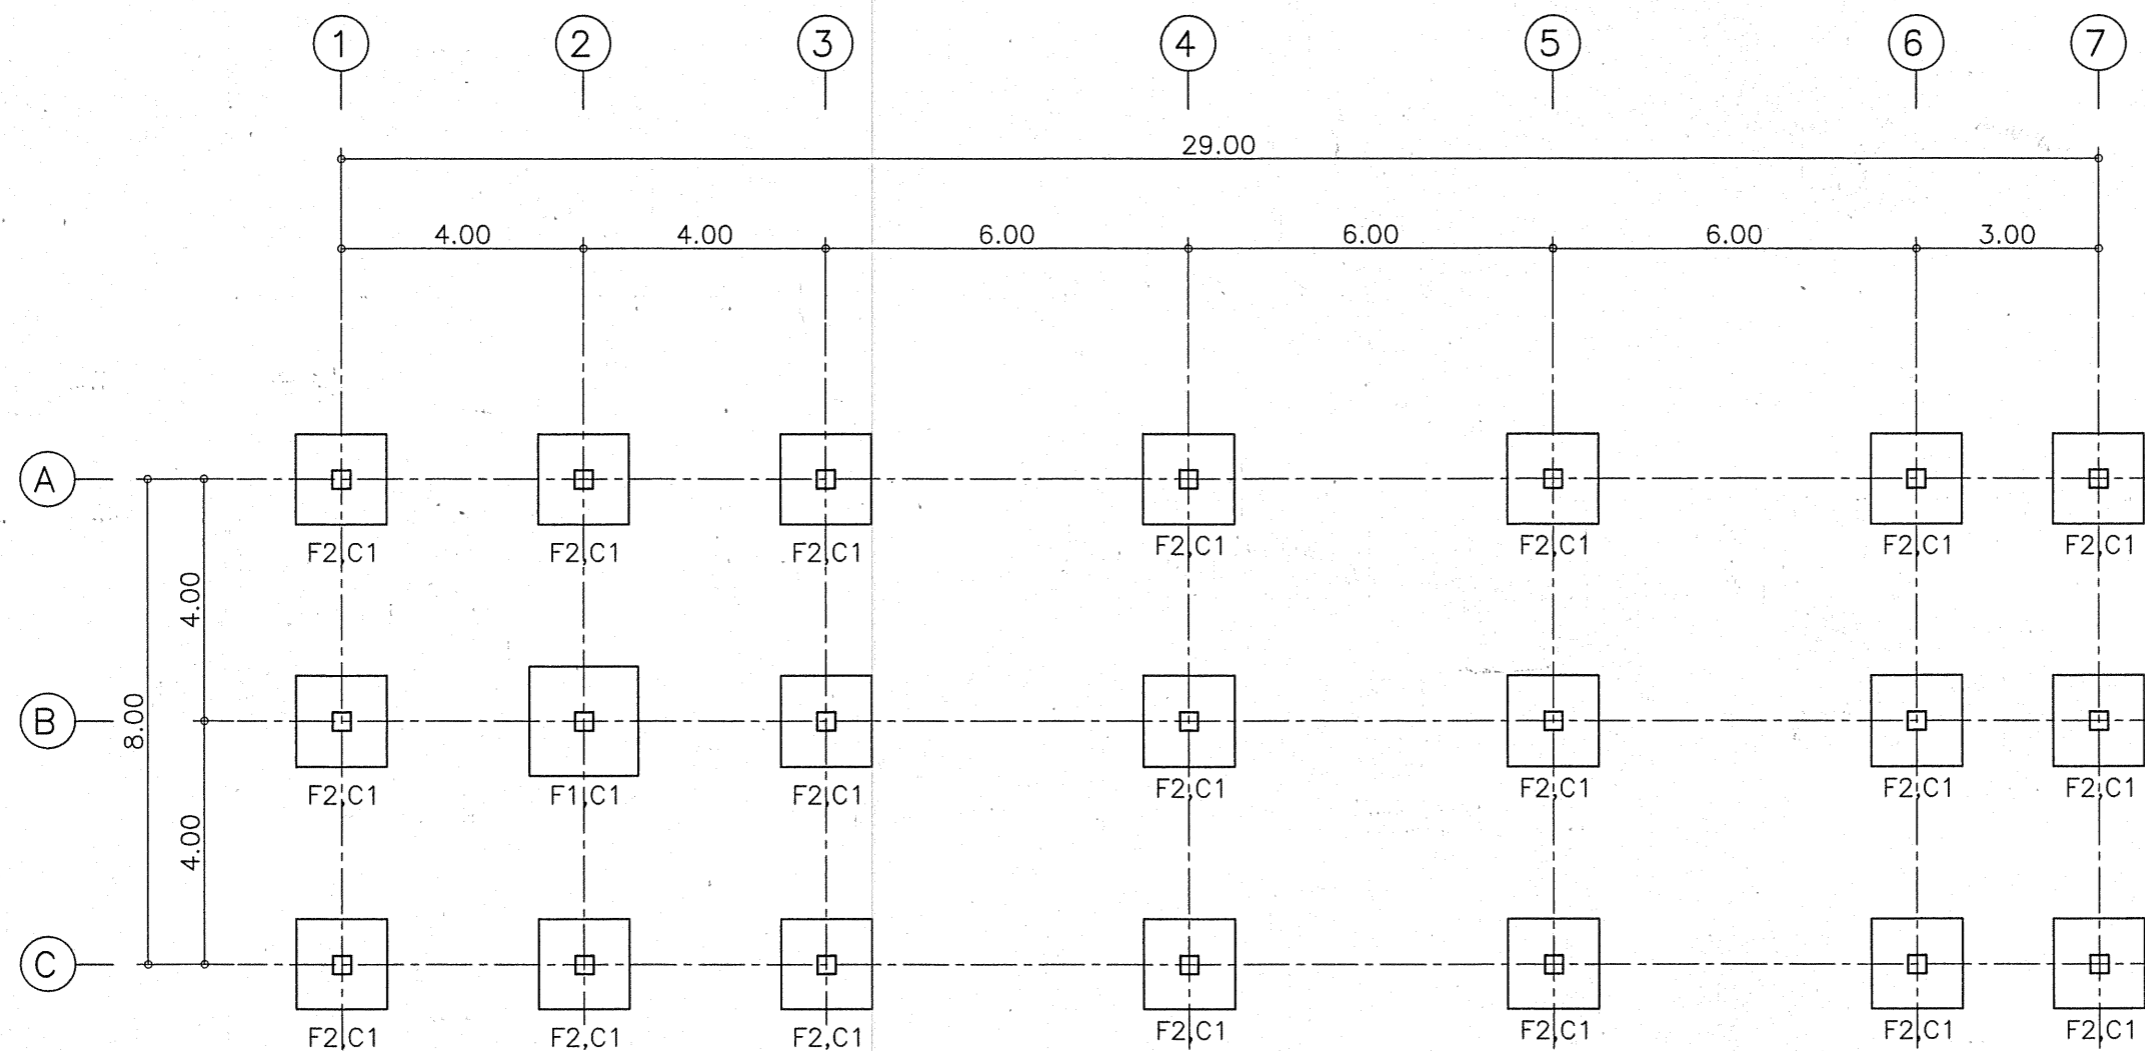 1 2 3 4 5 6 7
29.00
4.00 4.00 6.00 6.00 6.00 3.00
A
F2,C1 F2,C1 F2,C1 F2,C1 F2,C1 F2,C1 F2,C1
4.00
8.00
B
F2,C1 F1,C1 F2,C1 F2,C1 F2,C1 F2,C1 F2,C1
4.00
C
F2,C1 F2,C1 F2,C1 F2,C1 F2,C1 F2,C1 F2,C1